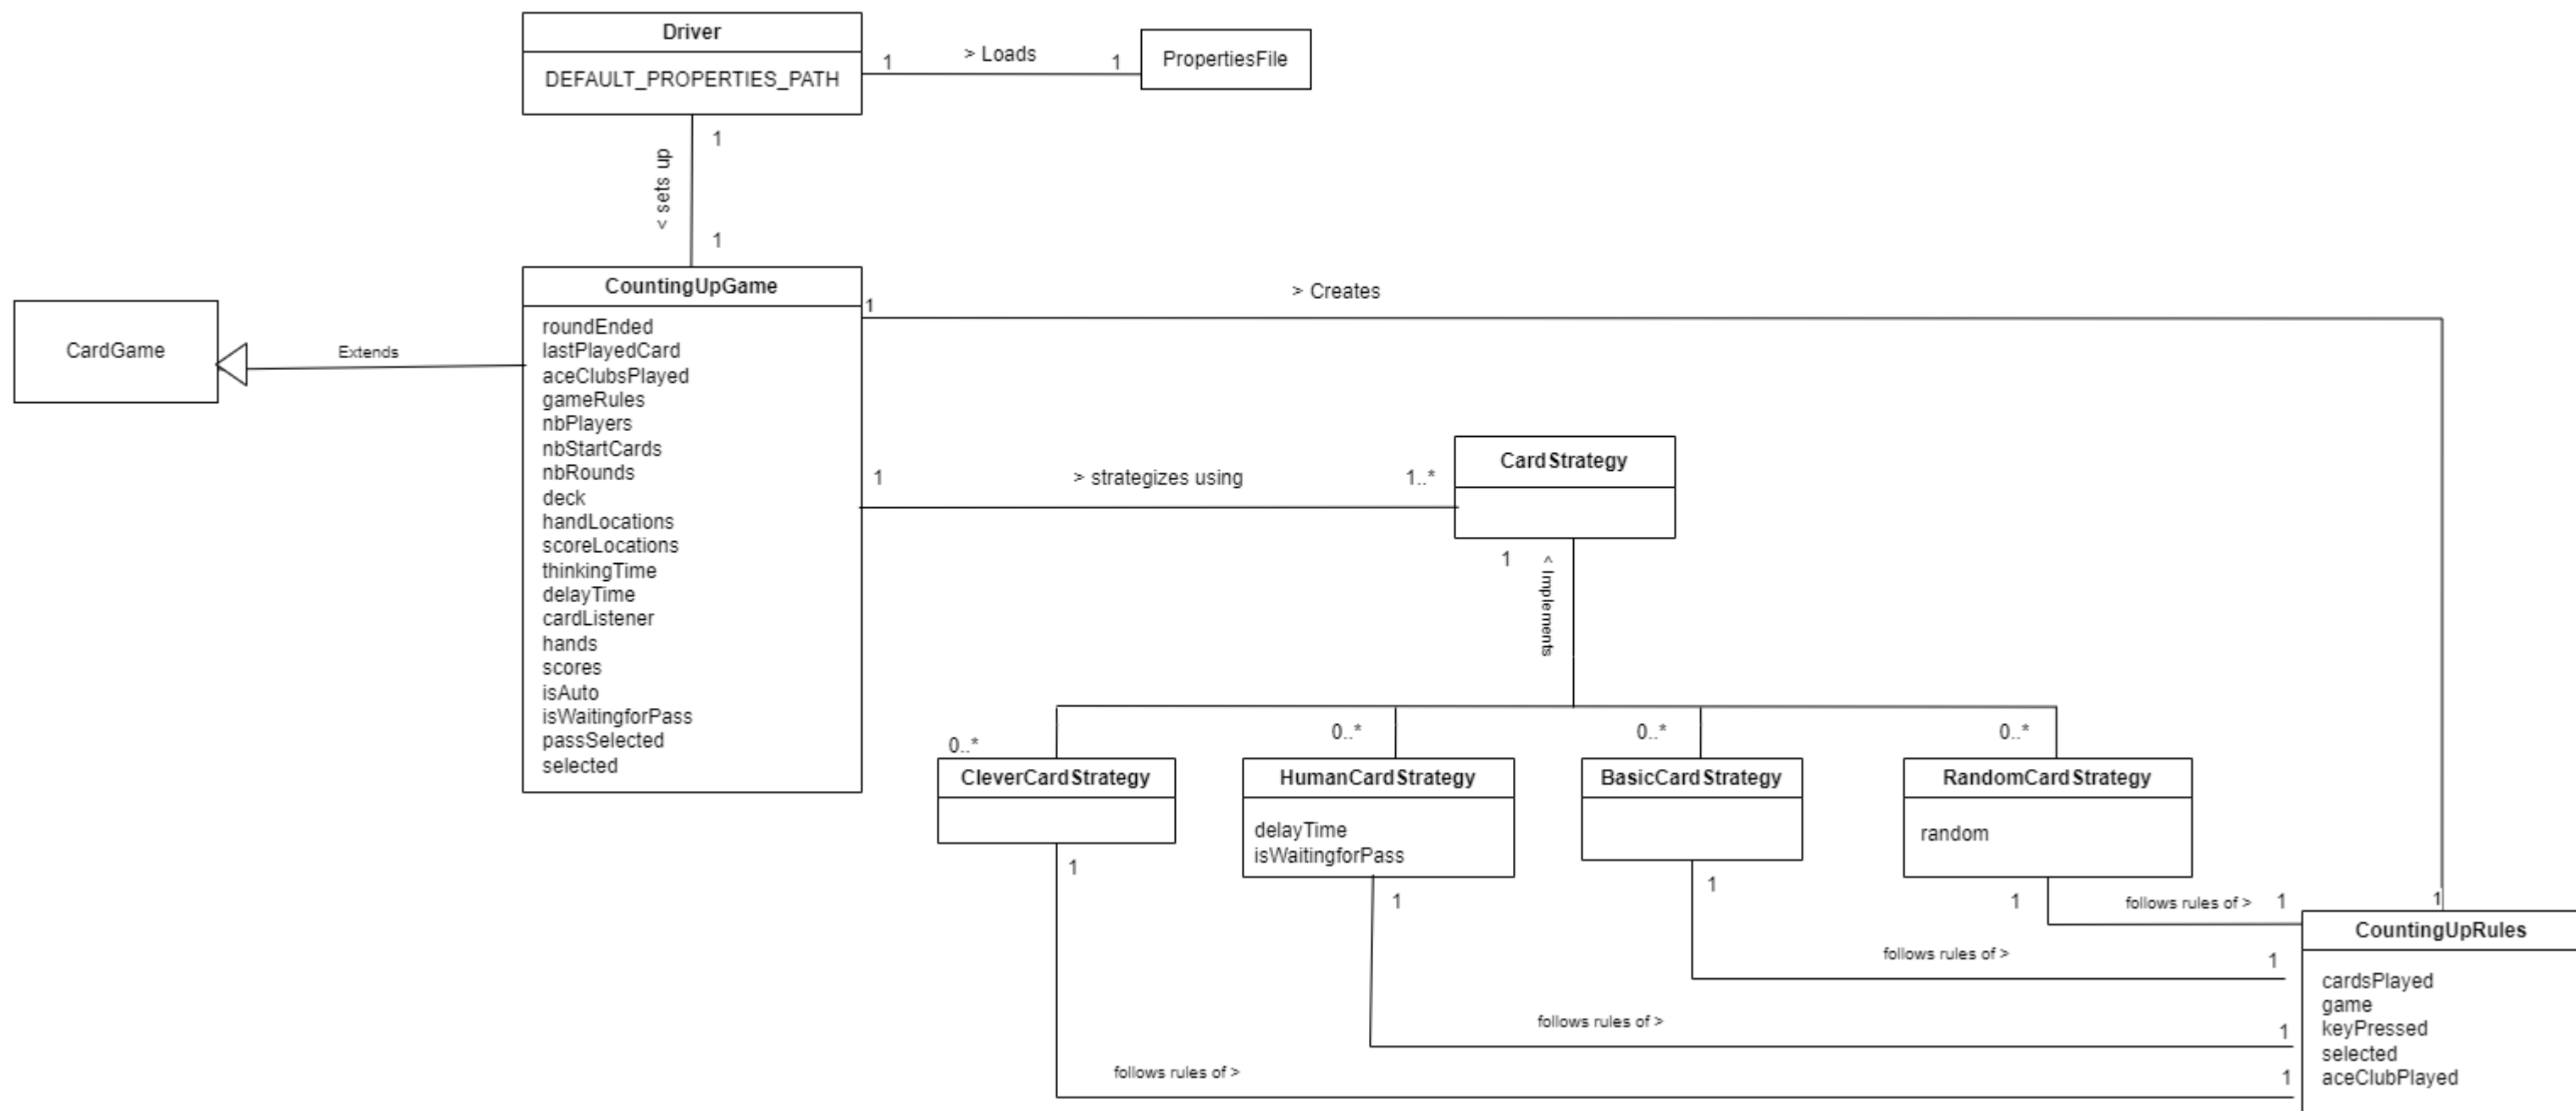 Driver
DEFAULT_PROPERTIES_PATH
1
> Loads
1
PropertiesFile
1
< sets up
1
CardGame
Extends
CountingUpGame
roundEnded
lastPlayedCard
aceClubsPlayed
gameRules
nbPlayers
nbStartCards
nbRounds
deck
handLocations
scoreLocations
thinkingTime
delayTime
cardListener
hands
scores
isAuto
isWaitingforPass
passSelected
selected
1
> Creates
1
1
> strategizes using
1..*
CardStrategy
1
< Implements
0..*
0..*
0..*
0..*
CleverCardStrategy
HumanCardStrategy
delayTime
isWaitingforPass
BasicCardStrategy
RandomCardStrategy
random
1
1
1
1
follows rules of >
1
follows rules of >
1
follows rules of >
1
follows rules of >
1
CountingUpRules
cardsPlayed
game
keyPressed
selected
aceClubPlayed